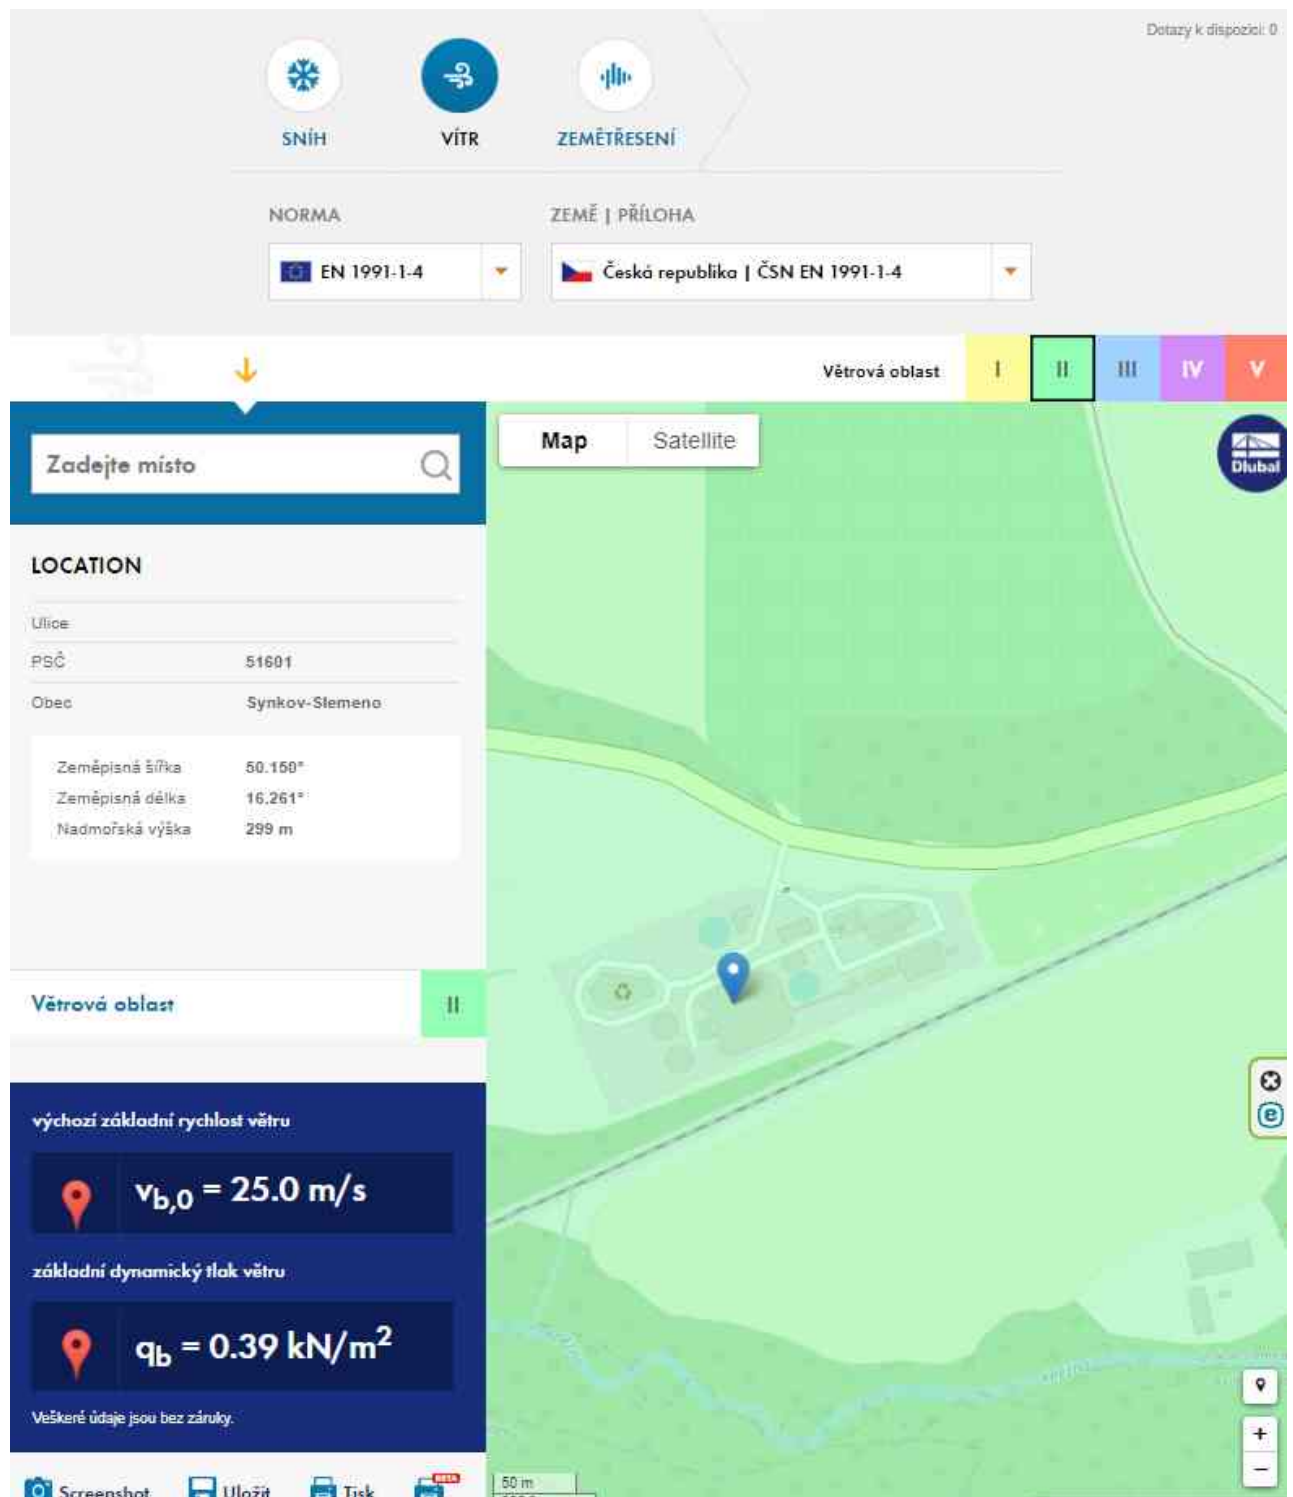 Dotazy k dispozici: 0
SNÍH
VÍTR
ZEMĚTŘESENÍ
NORMA
ZEMĚ | PŘÍLOHA
EN 1991-1-4
Česká republika | ČSN EN 1991-1-4
Větrová oblast
I
II
III
IV
V
Zadejte místo
Map
Satellite
Dlubal
LOCATION
Ulice
PSČ 51601
Obec Synkov-Slemeno
Zeměpisná šířka 50.150°
Zeměpisná délka 16.261°
Nadmořská výška 299 m
Větrová oblast II
výchozí základní rychlost větru
vb,0 = 25.0 m/s
základní dynamický tlak větru
qb = 0.39 kN/m²
Veškeré údaje jsou bez záruky.
Screenshot
Uložit
Tisk
BETA
50 m
+
−